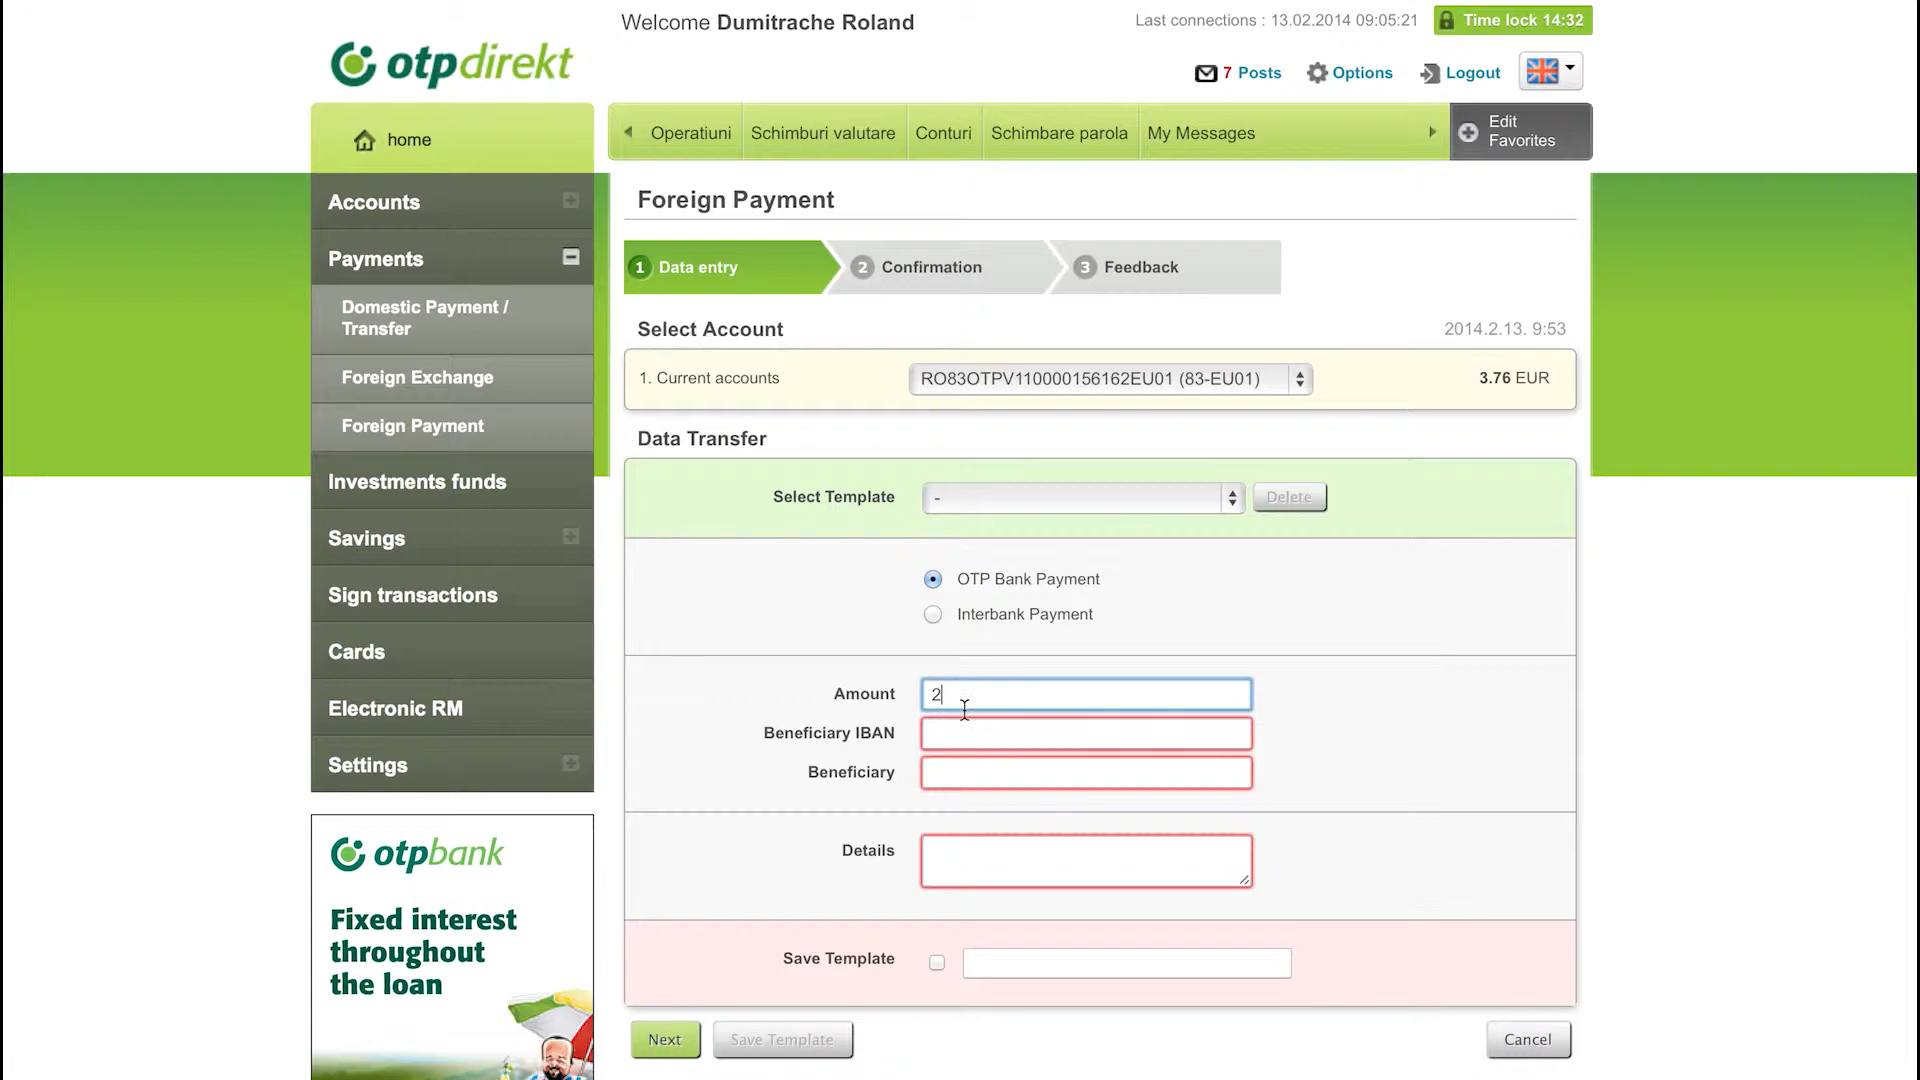 Welcome Dumitrache Roland
Last connections : 13.02.2014 09:05:21
Time lock 14:32
otpdirekt
7 Posts
Options
Logout
home
Operatiuni
Schimburi valutare
Conturi
Schimbare parola
My Messages
Edit
Favorites
Accounts
Payments
Domestic Payment /
Transfer
Foreign Exchange
Foreign Payment
Investments funds
Savings
Sign transactions
Cards
Electronic RM
Settings
otpbank
Fixed interest
throughout
the loan
Foreign Payment
1 Data entry
2 Confirmation
3 Feedback
Select Account
2014.2.13. 9:53
1. Current accounts
RO83OTPV110000156162EU01 (83-EU01)
3.76 EUR
Data Transfer
Select Template
-
Delete
OTP Bank Payment
Interbank Payment
Amount
2
Beneficiary IBAN
Beneficiary
Details
Save Template
Next
Save Template
Cancel